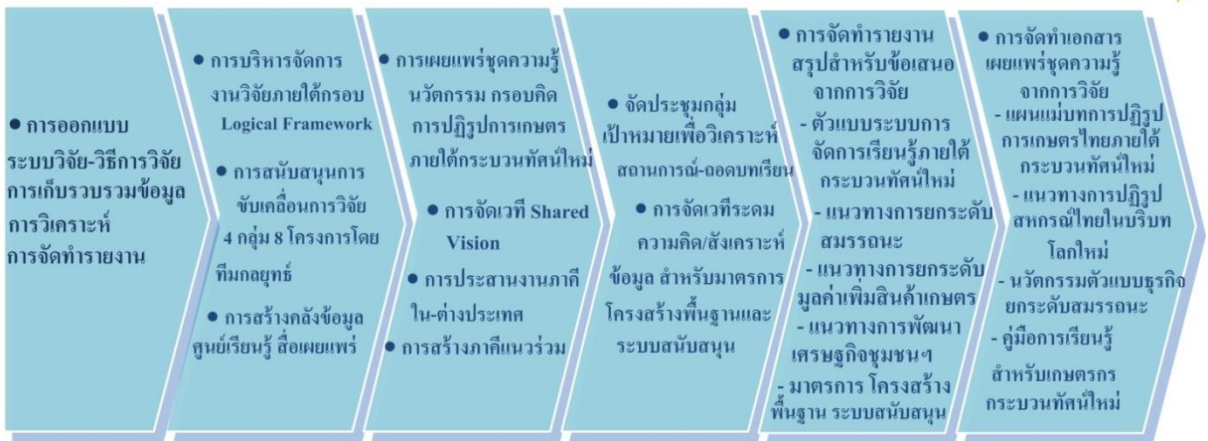 ● การออกแบบ
ระบบวิจัย-วิธีการวิจัย
การเก็บรวบรวมข้อมูล
การวิเคราะห์
การจัดทำรายงาน
● การบริหารจัดการ
งานวิจัยภายใต้กรอบ
Logical Framework
● การสนับสนุนการ
ขับเคลื่อนการวิจัย
4 กลุ่ม 8 โครงการโดย
ทีมกลยุทธ์
● การสร้างคลังข้อมูล
ศูนย์เรียนรู้ สื่อเผยแพร่
● การเผยแพร่ชุดความรู้
นวัตกรรม กรอบคิด
การปฏิรูปการเกษตร
ภายใต้กระบวนทัศน์ใหม่
● การจัดเวที Shared
Vision
● การประสานงานภาคี
ใน-ต่างประเทศ
● การสร้างภาคีแนวร่วม
● จัดประชุมกลุ่ม
เป้าหมายเพื่อวิเคราะห์
สถานการณ์-ถอดบทเรียน
● การจัดเวทีระดม
ความคิด/สังเคราะห์
ข้อมูล สำหรับมาตรการ
โครงสร้างพื้นฐานและ
ระบบสนับสนุน
● การจัดทำรายงาน
สรุปสำหรับข้อเสนอ
จากการวิจัย
- ตัวแบบระบบการ
จัดการเรียนรู้ภายใต้
กระบวนทัศน์ใหม่
- แนวทางการยกระดับ
สมรรถนะ
- แนวทางการยกระดับ
มูลค่าเพิ่มสินค้าเกษตร
- แนวทางการพัฒนา
เศรษฐกิจชุมชนฯ
- มาตรการ โครงสร้าง
พื้นฐาน ระบบสนับสนุน
● การจัดทำเอกสาร
เผยแพร่ชุดความรู้
จากการวิจัย
- แผนแม่บทการปฏิรูป
การเกษตรไทยภายใต้
กระบวนทัศน์ใหม่
- แนวทางการปฏิรูป
สหกรณ์ไทยในบริบท
โลกใหม่
- นวัตกรรมตัวแบบธุรกิจ
ยกระดับสมรรถนะ
- คู่มือการเรียนรู้
สำหรับเกษตรกร
กระบวนทัศน์ใหม่